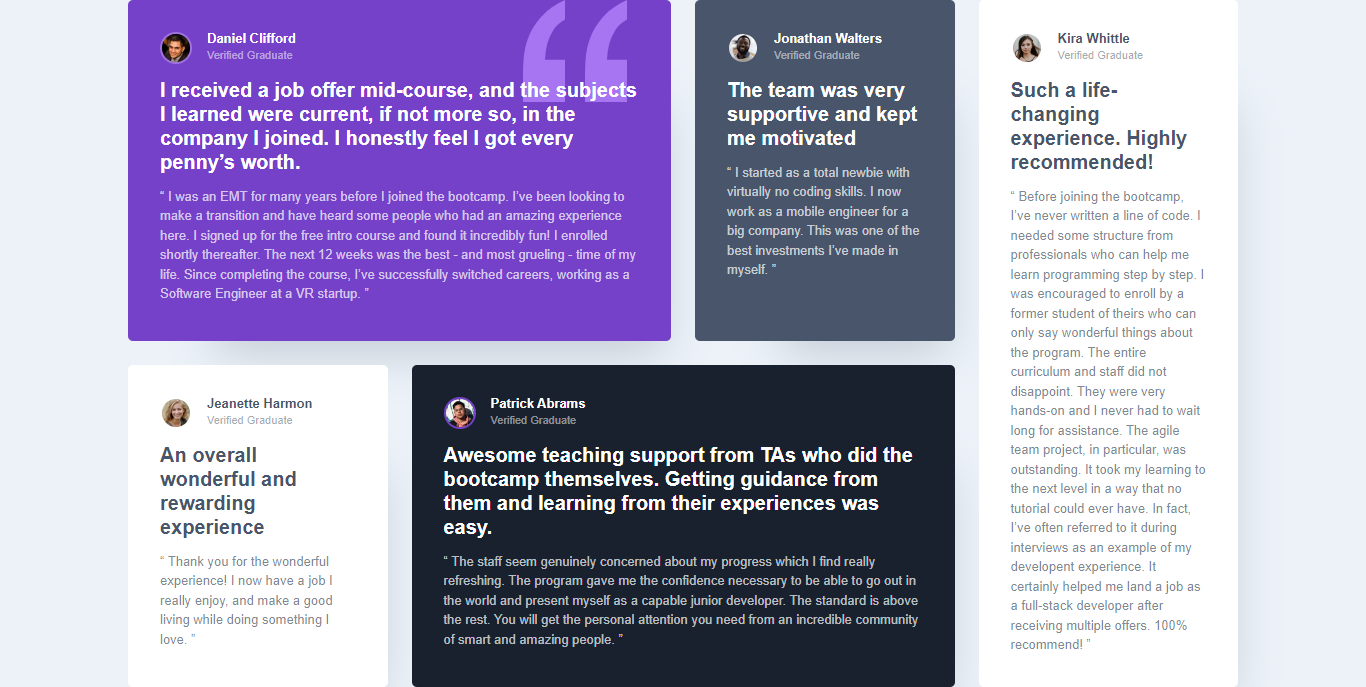 Daniel Clifford
Verified Graduate
I received a job offer mid-course, and the subjects
I learned were current, if not more so, in the
company I joined. I honestly feel I got every
penny’s worth.
“ I was an EMT for many years before I joined the bootcamp. I’ve been looking to
make a transition and have heard some people who had an amazing experience
here. I signed up for the free intro course and found it incredibly fun! I enrolled
shortly thereafter. The next 12 weeks was the best - and most grueling - time of my
life. Since completing the course, I’ve successfully switched careers, working as a
Software Engineer at a VR startup. ”
Jonathan Walters
Verified Graduate
The team was very
supportive and kept
me motivated
“ I started as a total newbie with
virtually no coding skills. I now
work as a mobile engineer for a
big company. This was one of the
best investments I’ve made in
myself. ”
Kira Whittle
Verified Graduate
Such a life-
changing
experience. Highly
recommended!
“ Before joining the bootcamp,
I’ve never written a line of code. I
needed some structure from
professionals who can help me
learn programming step by step. I
was encouraged to enroll by a
former student of theirs who can
only say wonderful things about
the program. The entire
curriculum and staff did not
disappoint. They were very
hands-on and I never had to wait
long for assistance. The agile
team project, in particular, was
outstanding. It took my learning to
the next level in a way that no
tutorial could ever have. In fact,
I’ve often referred to it during
interviews as an example of my
developent experience. It
certainly helped me land a job as
a full-stack developer after
receiving multiple offers. 100%
recommend! ”
Jeanette Harmon
Verified Graduate
An overall
wonderful and
rewarding
experience
“ Thank you for the wonderful
experience! I now have a job I
really enjoy, and make a good
living while doing something I
love. ”
Patrick Abrams
Verified Graduate
Awesome teaching support from TAs who did the
bootcamp themselves. Getting guidance from
them and learning from their experiences was
easy.
“ The staff seem genuinely concerned about my progress which I find really
refreshing. The program gave me the confidence necessary to be able to go out in
the world and present myself as a capable junior developer. The standard is above
the rest. You will get the personal attention you need from an incredible community
of smart and amazing people. ”